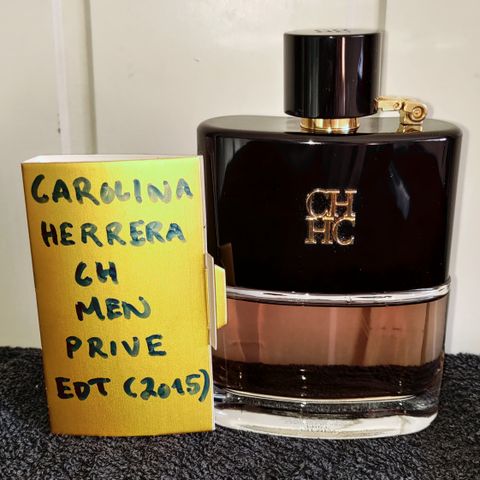 CAROLINA
HERRERA
CH
MEN
PRIVE
EDT (2015)
CH
HC